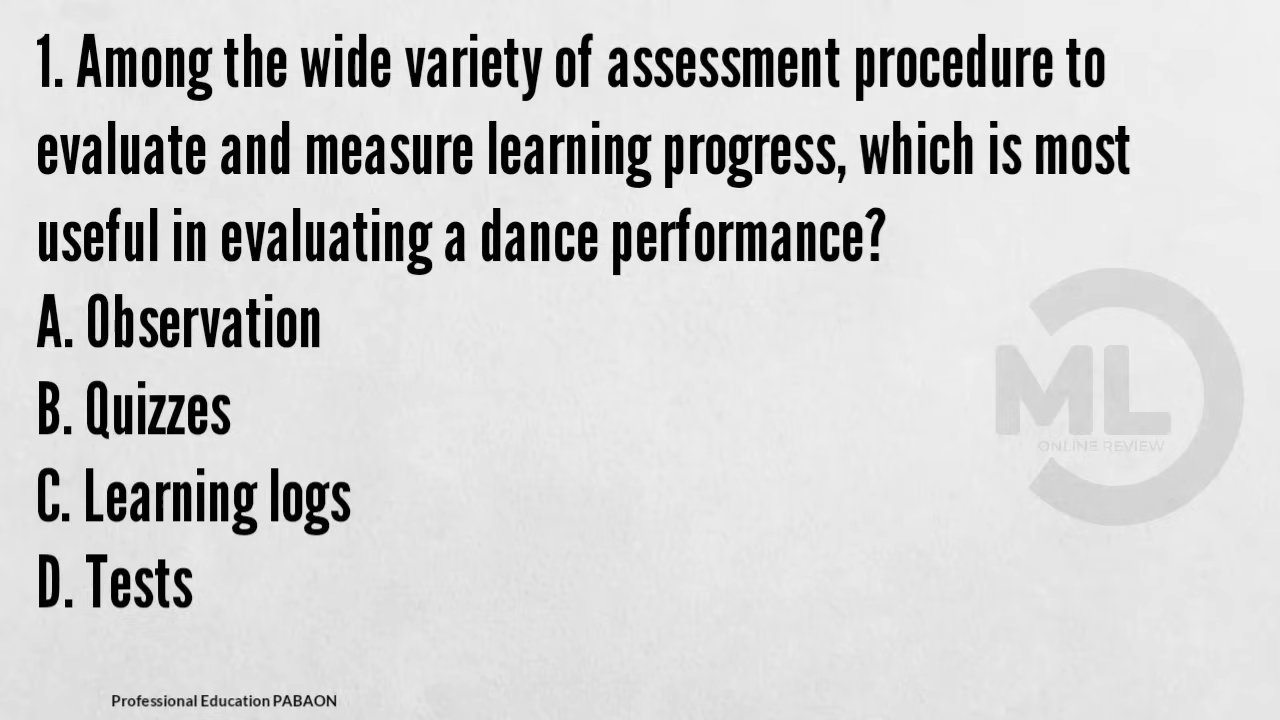 1. Among the wide variety of assessment procedure to
evaluate and measure learning progress, which is most
useful in evaluating a dance performance?
A. Observation
B. Quizzes
C. Learning logs
D. Tests
ML
ONLINE REVIEW
Professional Education PABAON